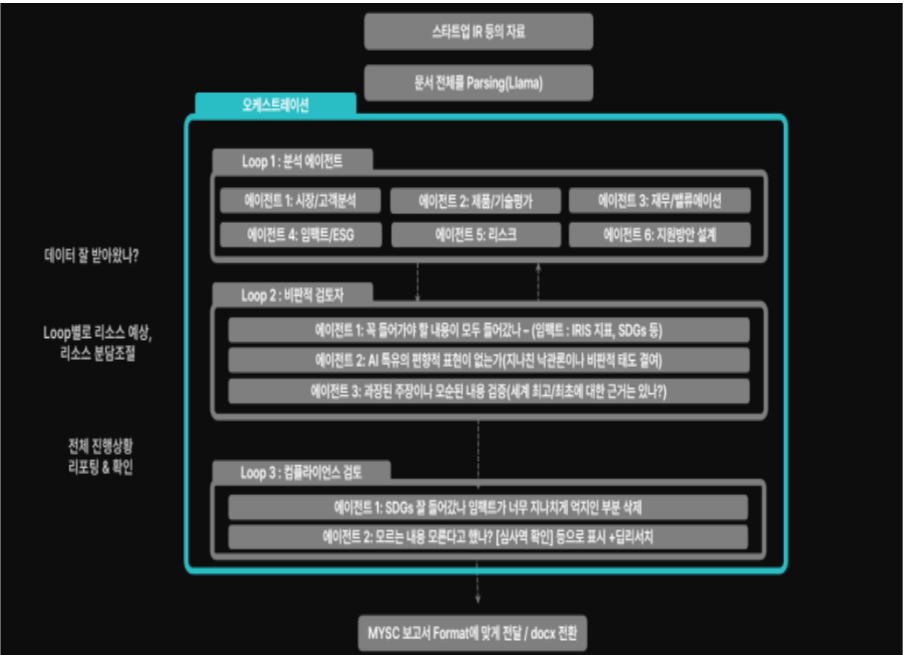 스타트업 IR 등의 자료
문서 전체를 Parsing(Llama)
오케스트레이션
Loop 1 : 분석 에이전트
에이전트 1: 시장/고객분석
에이전트 2: 제품/기술평가
에이전트 3: 재무/밸류에이션
에이전트 4: 임팩트/ESG
에이전트 5: 리스크
에이전트 6: 지원방안 설계
데이터 잘 받아왔나?
Loop 2 : 비판적 검토자
에이전트 1: 꼭 들어가야 할 내용이 모두 들어갔나 – (임팩트 : IRIS 지표, SDGs 등)
Loop별로 리소스 예상,
리소스 분담조절
에이전트 2: AI 특유의 편향적 표현이 없는가(지나친 낙관론이나 비판적 태도 결여)
에이전트 3: 과장된 주장이나 모순된 내용 검증(세계 최고/최초에 대한 근거는 있나?)
전체 진행상황
리포팅 & 확인
Loop 3 : 컴플라이언스 검토
에이전트 1: SDGs 잘 들어갔나 임팩트가 너무 지나치게 억지인 부분 삭제
에이전트 2: 모르는 내용 모른다고 했나? [심사역 확인] 등으로 표시 +딥리서치
MYSC 보고서 Format에 맞게 전달 / docx 전환